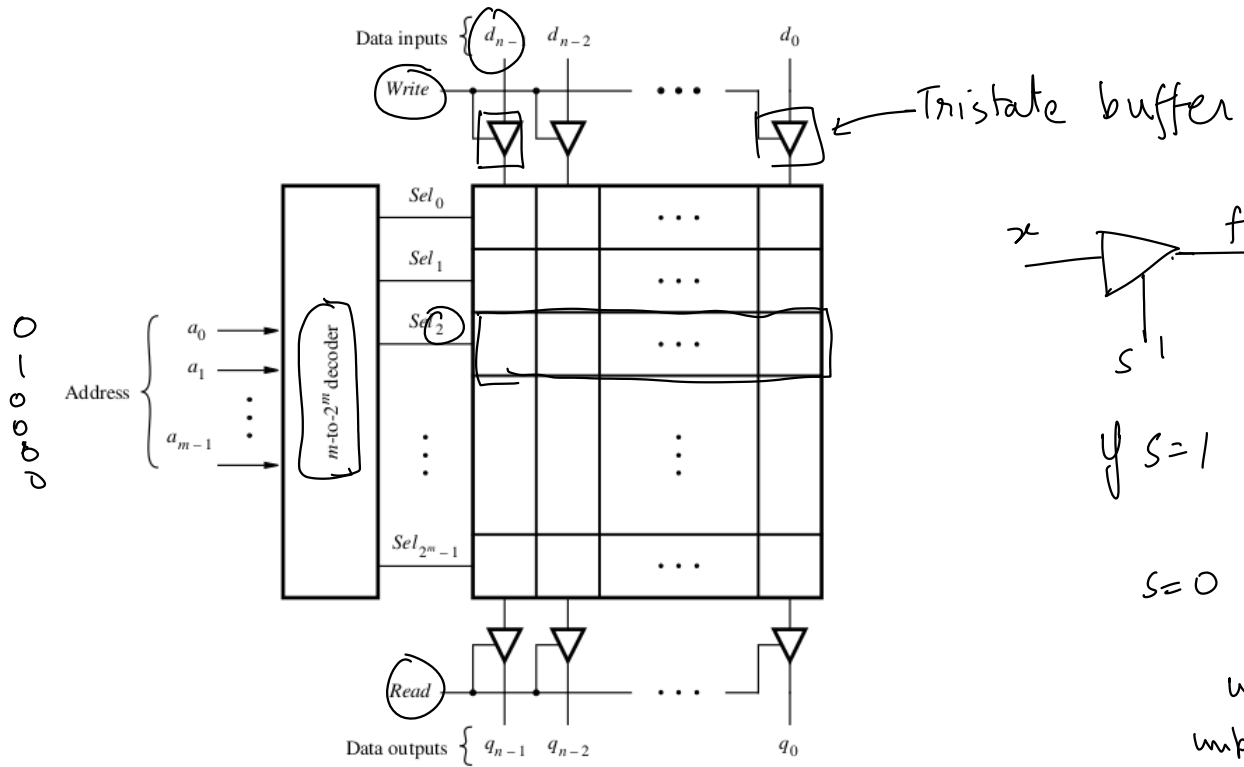 Data inputs { d_{n-} d_{n-2} d_0
Write
Tristate buffer
Sel_0
x f
Sel_1
s 1
0
1
0
0
0
0
Address
a_0
a_1
a_{m-1}
m-to-2^m decoder
Sel_2
if s=1
Sel_{2^m-1}
s=0
Read
Data outputs { q_{n-1} q_{n-2} q_0